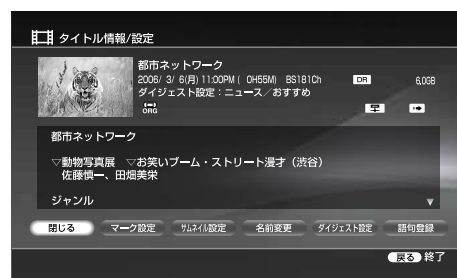 タイトル情報/設定
都市ネットワーク
2006/ 3/ 6(月) 11:00PM ( 0H55M) BS181Ch DR 6.0GB
ダイジェスト設定：ニュース／おすすめ
ORG
都市ネットワーク
▽動物写真展 ▽お笑いブーム・ストリート漫才（渋谷）
佐藤慎一、田畑美栄
ジャンル
閉じる マーク設定 サムネイル設定 名前変更 ダイジェスト設定 語句登録
戻る 終了